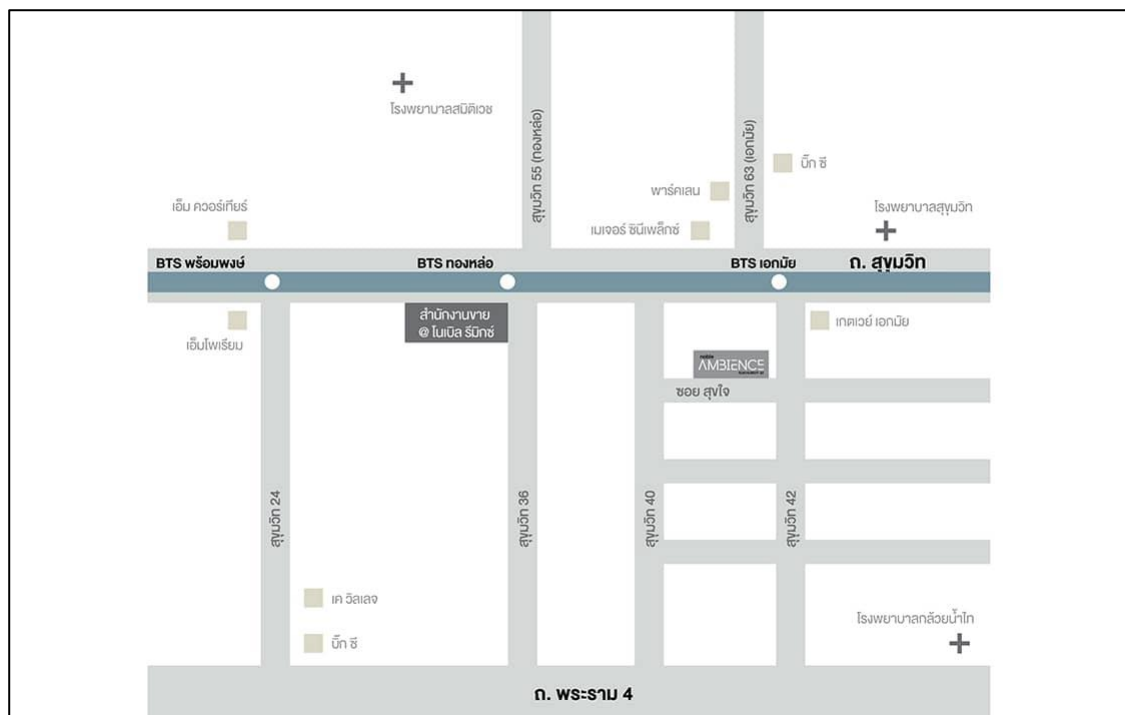 โรงพยาบาลสมิติเวช
สุขุมวิท 55 (ทองหล่อ)
สุขุมวิท 63 (เอกมัย)
บิ๊ก ซี
พาร์คเลน
เอ็ม ควอร์เทียร์
เมเจอร์ ซินีเพล็กซ์
โรงพยาบาลสุขุมวิท
BTS พร้อมพงษ์
BTS ทองหล่อ
BTS เอกมัย
ถ. สุขุมวิท
สำนักงานขาย
@ โนเบิล รีมิกซ์
เอ็มโพเรียม
เกตเวย์ เอกมัย
noble
AMBIENCE
ซอย สุขใจ
สุขุมวิท 24
สุขุมวิท 36
สุขุมวิท 40
สุขุมวิท 42
เค วิลเลจ
บิ๊ก ซี
โรงพยาบาลกล้วยน้ำไท
ถ. พระราม 4